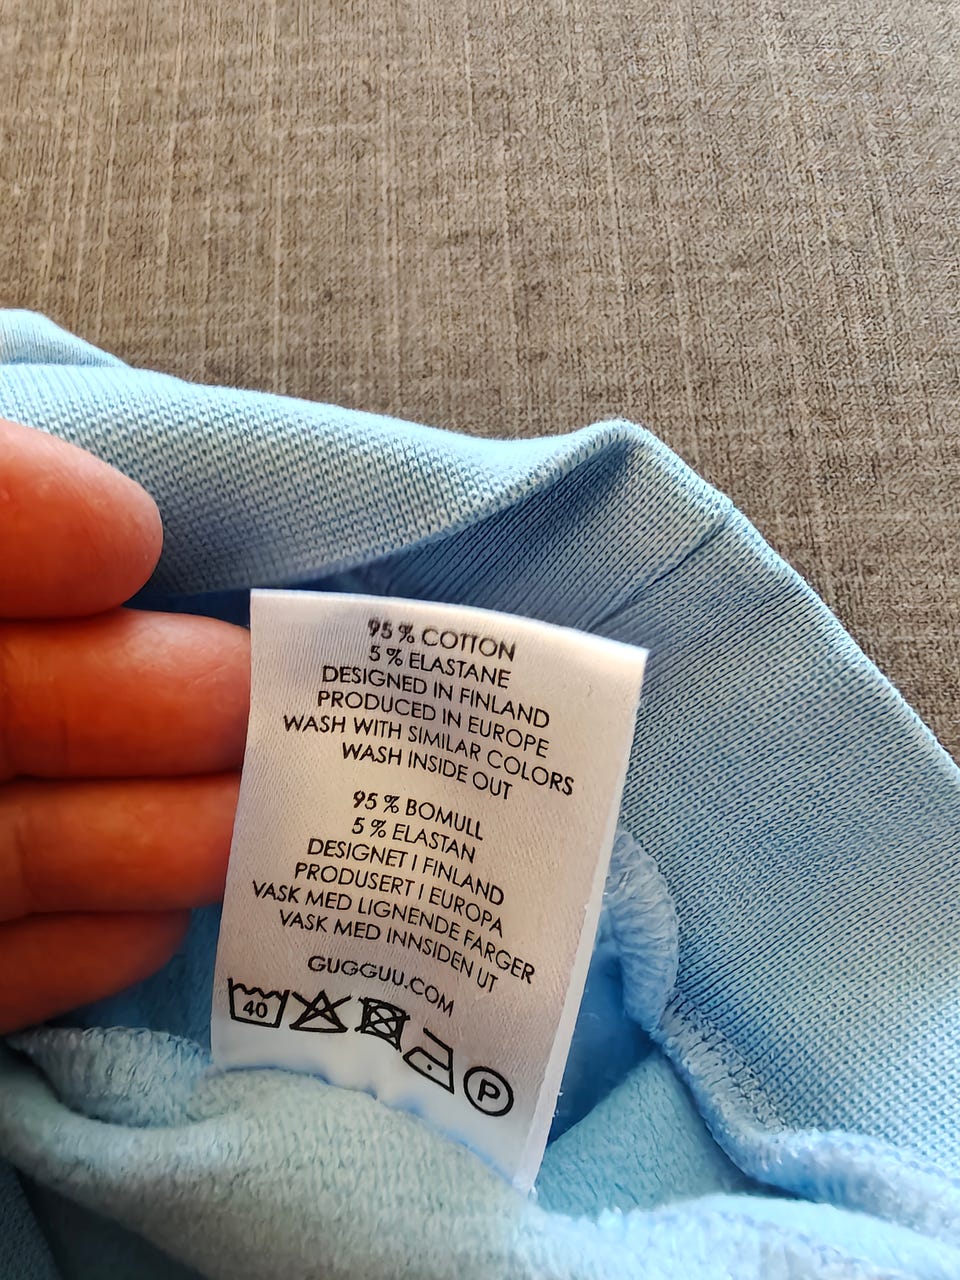 95 % COTTON
5 % ELASTANE
DESIGNED IN FINLAND
PRODUCED IN EUROPE
WASH WITH SIMILAR COLORS
WASH INSIDE OUT
95 % BOMULL
5 % ELASTAN
DESIGNET I FINLAND
PRODUSERT I EUROPA
VASK MED LIGNENDE FARGER
VASK MED INNSIDEN UT
GUGGUU.COM
40 P